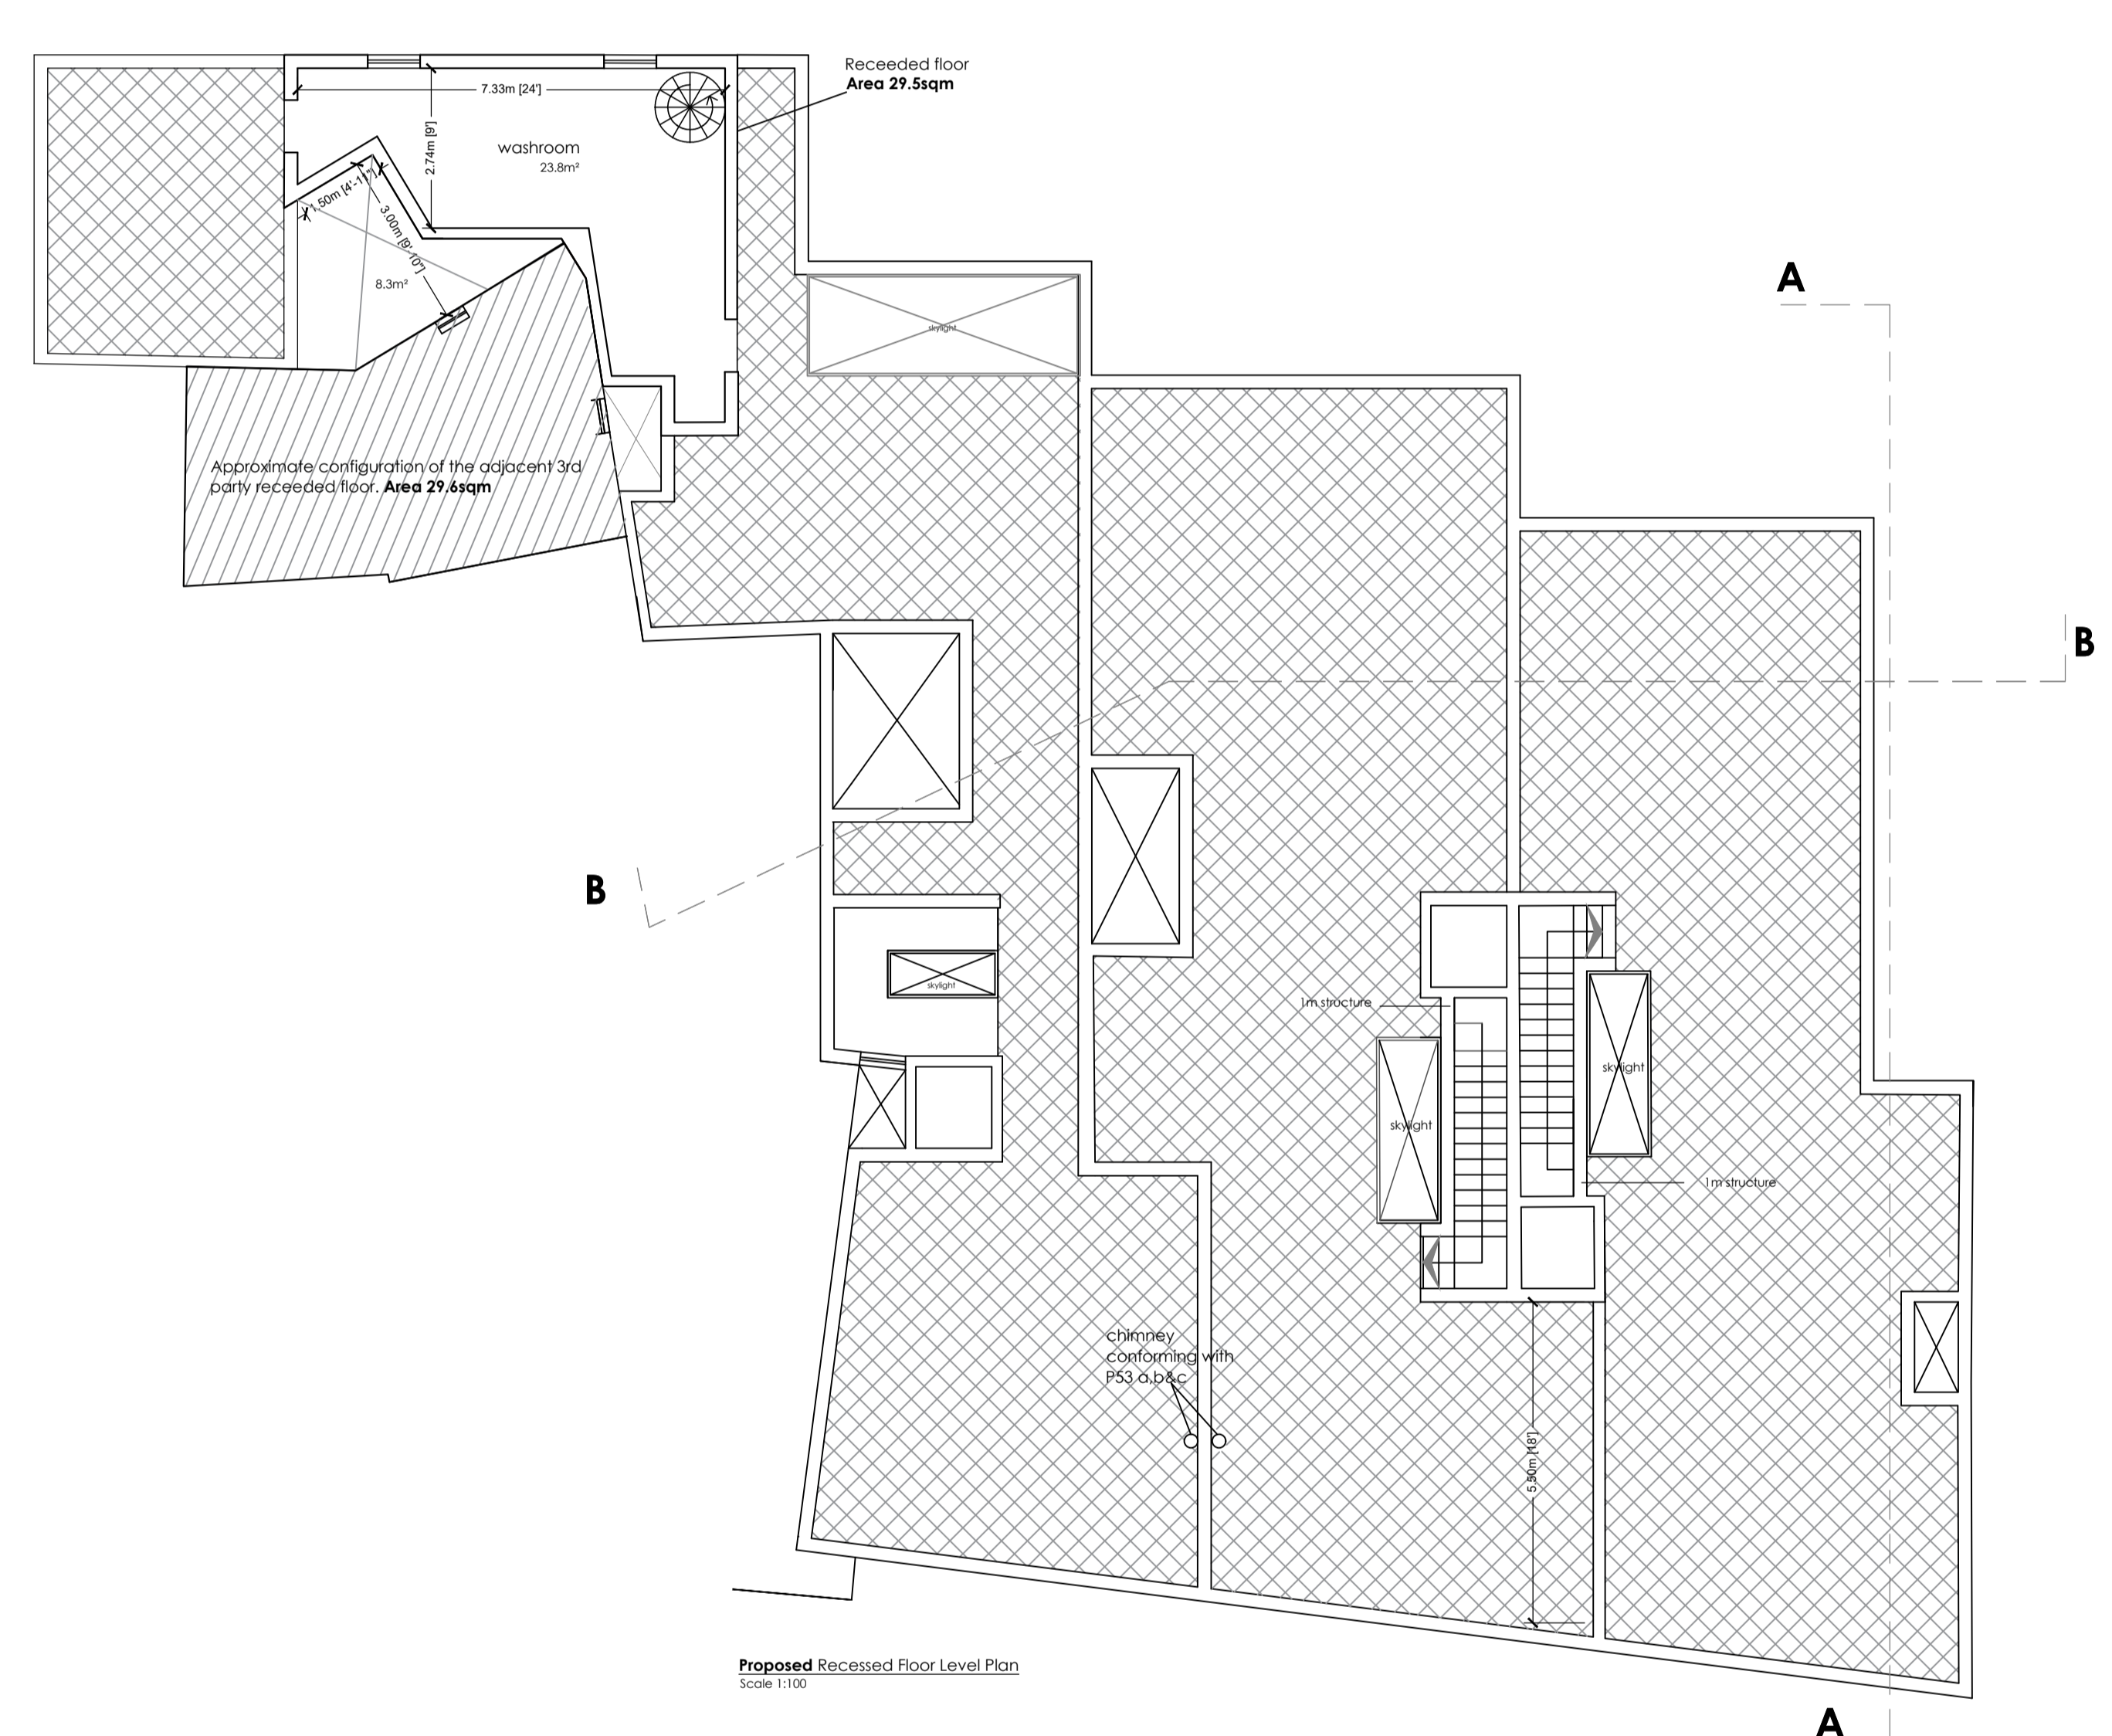 Receeded floor
Area 29.5sqm
7.33m [24']
2.74m [9']
washroom
23.8m²
1.50m [4'-11"]
3.00m [9'-10"]
8.3m²
skylight
A
Approximate configuration of the adjacent 3rd
party receeded floor. Area 29.6sqm
B
B
skylight
1m structure
skylight
skylight
1m structure
chimney
conforming with
P53 a,b&c
5.50m [18']
Proposed Recessed Floor Level Plan
Scale 1:100
A